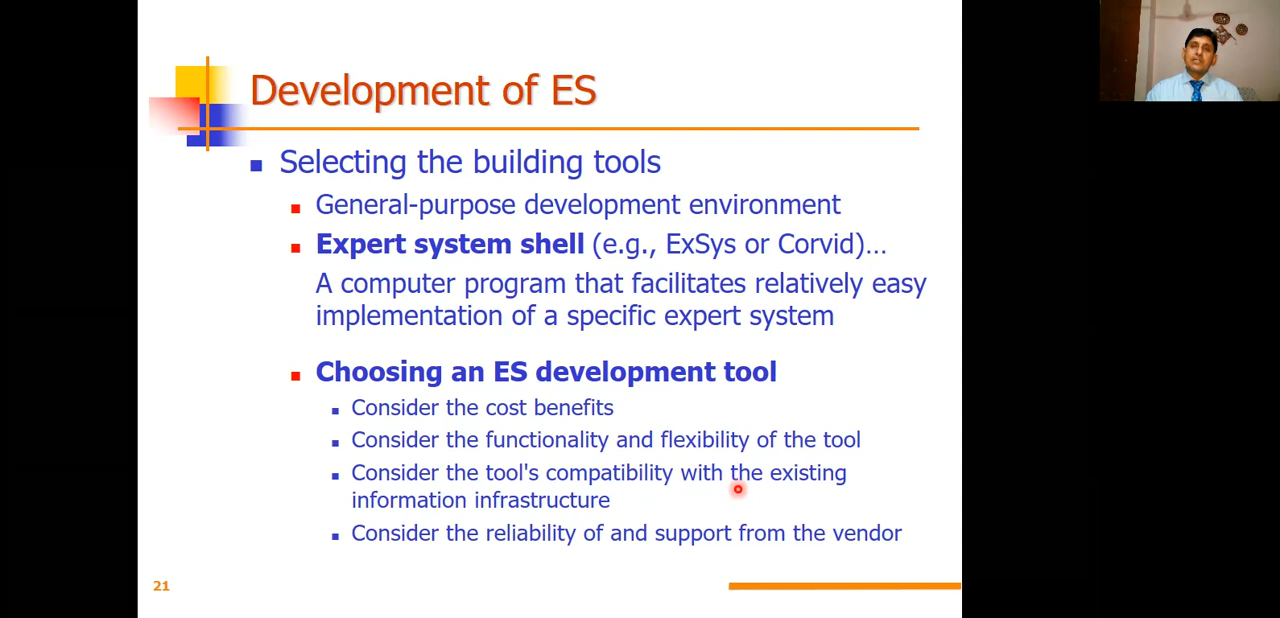 Development of ES
Selecting the building tools
General-purpose development environment
Expert system shell (e.g., ExSys or Corvid)…
A computer program that facilitates relatively easy
implementation of a specific expert system
Choosing an ES development tool
Consider the cost benefits
Consider the functionality and flexibility of the tool
Consider the tool's compatibility with the existing
information infrastructure
Consider the reliability of and support from the vendor
21